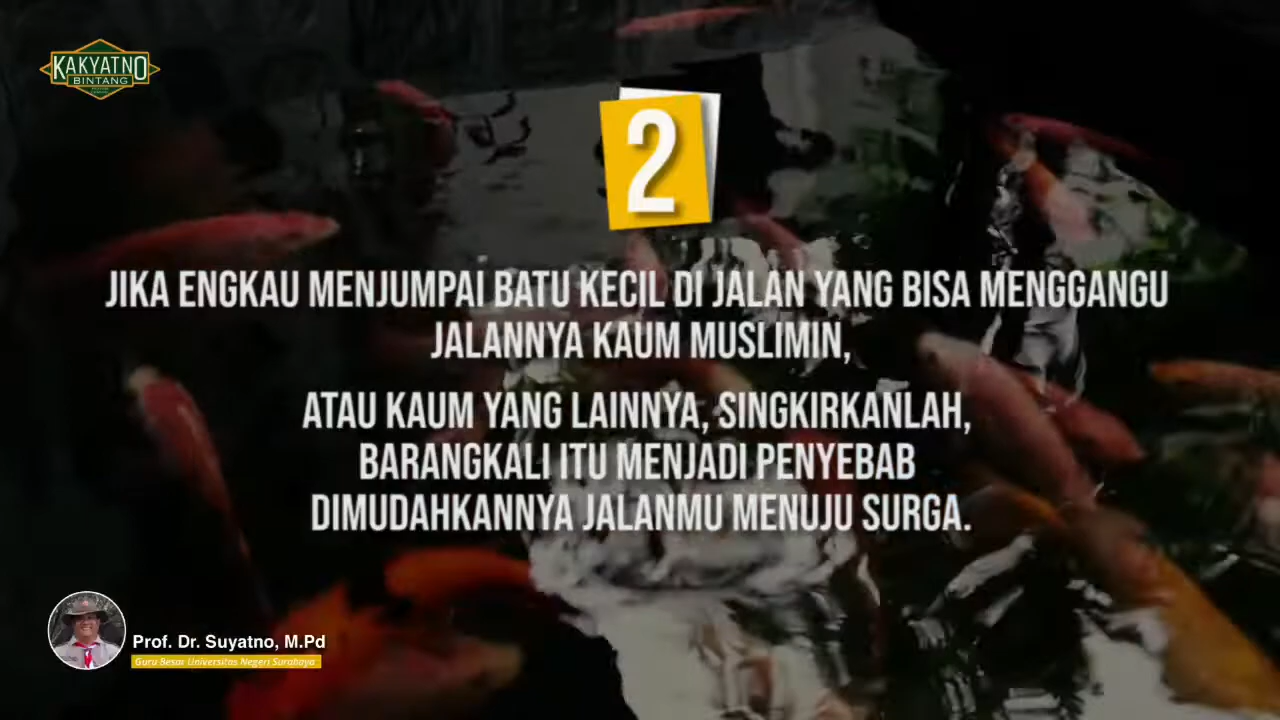 KAKYATNO
BINTANG
2
JIKA ENGKAU MENJUMPAI BATU KECIL DI JALAN YANG BISA MENGGANGU
JALANNYA KAUM MUSLIMIN,
ATAU KAUM YANG LAINNYA, SINGKIRKANLAH,
BARANGKALI ITU MENJADI PENYEBAB
DIMUDAHKANNYA JALANMU MENUJU SURGA.
Prof. Dr. Suyatno, M.Pd
Guru Besar Universitas Negeri Surabaya